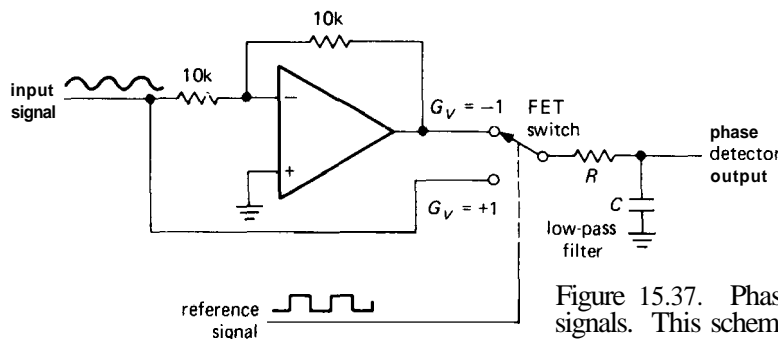 10k
input
signal
10k
−
+
G_V = −1
FET
switch
G_V = +1
R
C
phase
detector
output
low-pass
filter
reference
signal
Figure 15.37. Phas
signals. This schem